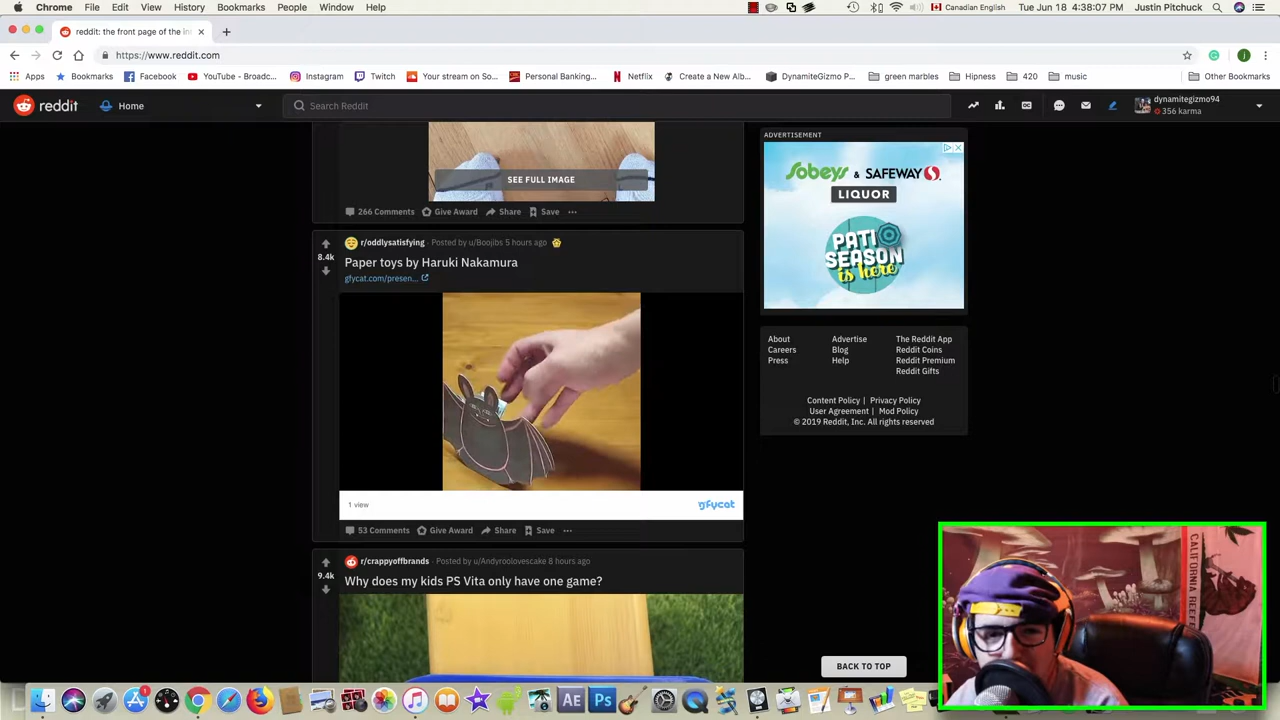 Chrome File Edit View History Bookmarks People Window Help Canadian English Tue Jun 18 4:38:07 PM Justin Pitchuck
reddit: the front page of the in
https://www.reddit.com
Apps Bookmarks Facebook YouTube - Broadc... Instagram Twitch Your stream on So... Personal Banking... Netflix Create a New Alb... DynamiteGizmo P... green marbles Hipness 420 music Other Bookmarks
reddit Home Search Reddit dynamitegizmo94
356 karma
ADVERTISEMENT
SEE FULL IMAGE
266 Comments Give Award Share Save
Sobeys & SAFEWAY
LIQUOR
PATI
SEASON
is here
r/oddlysatisfying · Posted by u/Boojibs 5 hours ago
8.4k
Paper toys by Haruki Nakamura
gfycat.com/presen...
1 view gfycat
53 Comments Give Award Share Save
About Advertise The Reddit App
Careers Blog Reddit Coins
Press Help Reddit Premium
Reddit Gifts
Content Policy | Privacy Policy
User Agreement | Mod Policy
© 2019 Reddit, Inc. All rights reserved
r/crappyoffbrands · Posted by u/Andyroolovescake 8 hours ago
9.4k
Why does my kids PS Vita only have one game?
BACK TO TOP
CALIFORNIA REEFER
Ae Ps